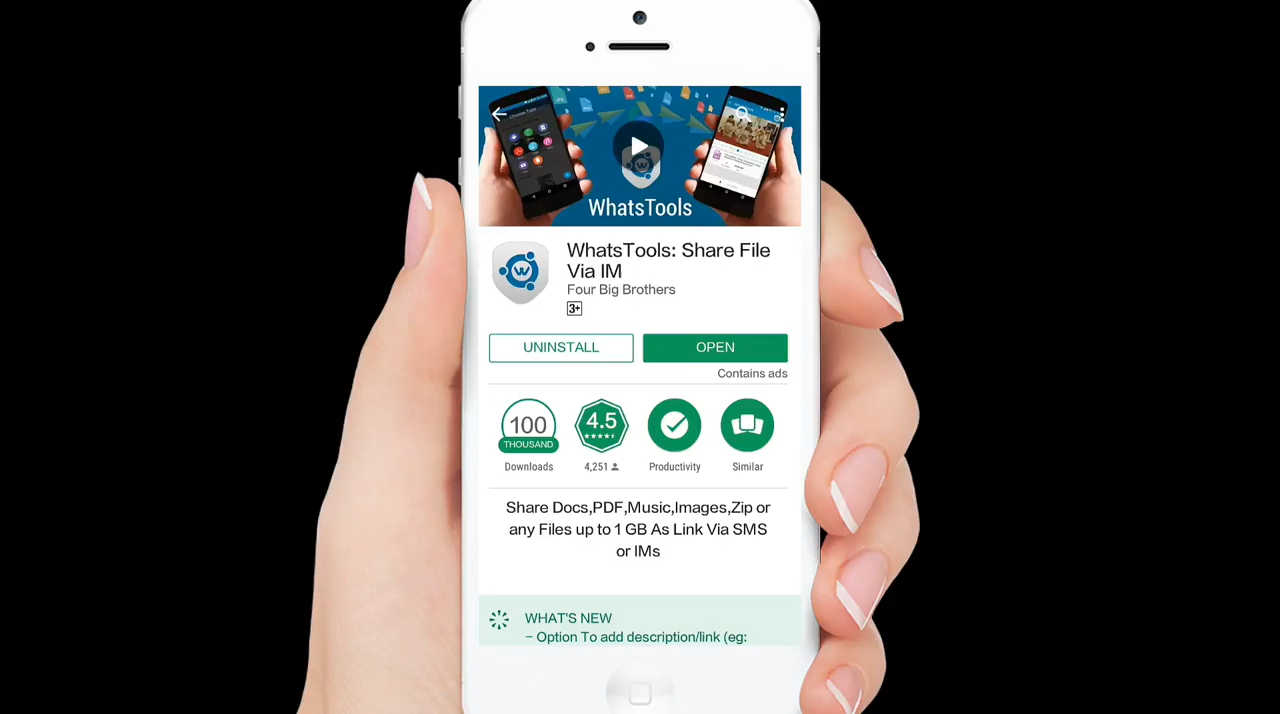 WhatsTools
WhatsTools: Share File
Via IM
Four Big Brothers
3+
UNINSTALL
OPEN
Contains ads
100
THOUSAND
4.5
Downloads
4,251
Productivity
Similar
Share Docs,PDF,Music,Images,Zip or
any Files up to 1 GB As Link Via SMS
or IMs
WHAT'S NEW
– Option To add description/link (eg: